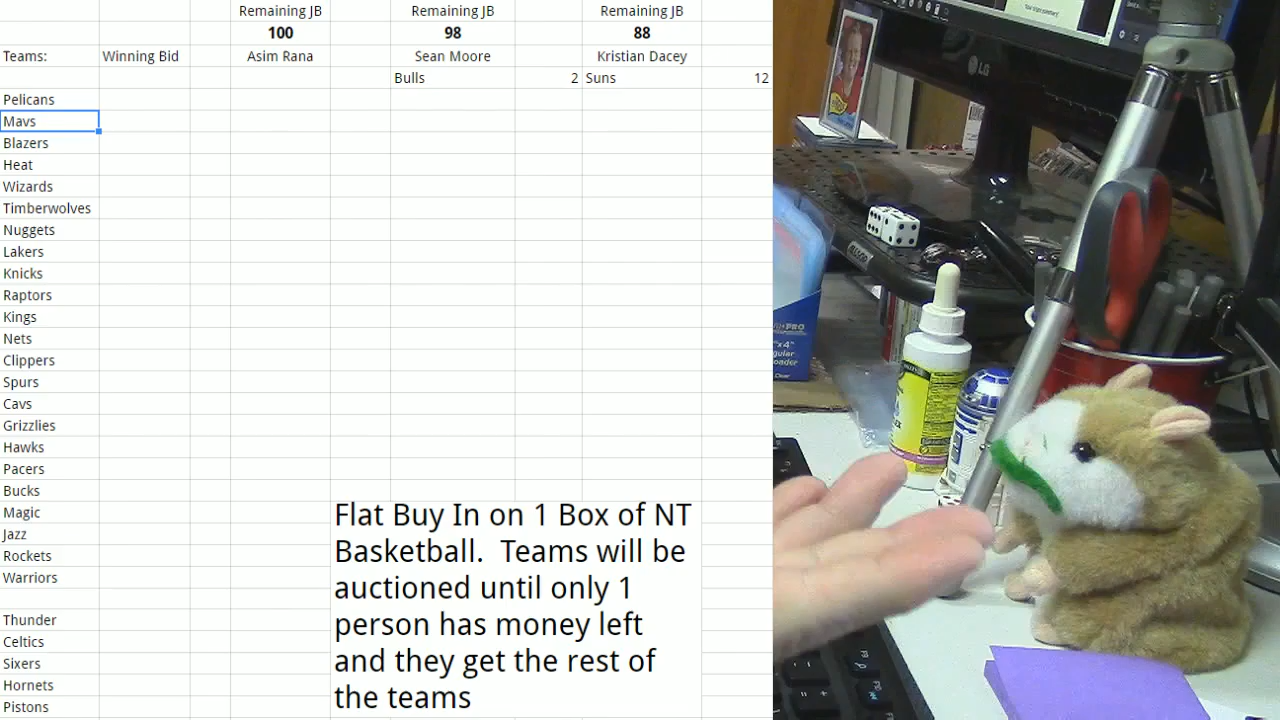 Remaining JB Remaining JB Remaining JB
100 98 88
Teams: Winning Bid Asim Rana Sean Moore Kristian Dacey
Bulls 2 Suns 12
Pelicans
Mavs
Blazers
Heat
Wizards
Timberwolves
Nuggets
Lakers
Knicks
Raptors
Kings
Nets
Clippers
Spurs
Cavs
Grizzlies
Hawks
Pacers
Bucks
Magic
Jazz
Rockets
Warriors
Thunder
Celtics
Sixers
Hornets
Pistons
Flat Buy In on 1 Box of NT
Basketball. Teams will be
auctioned until only 1
person has money left
and they get the rest of
the teams
LG
PRO